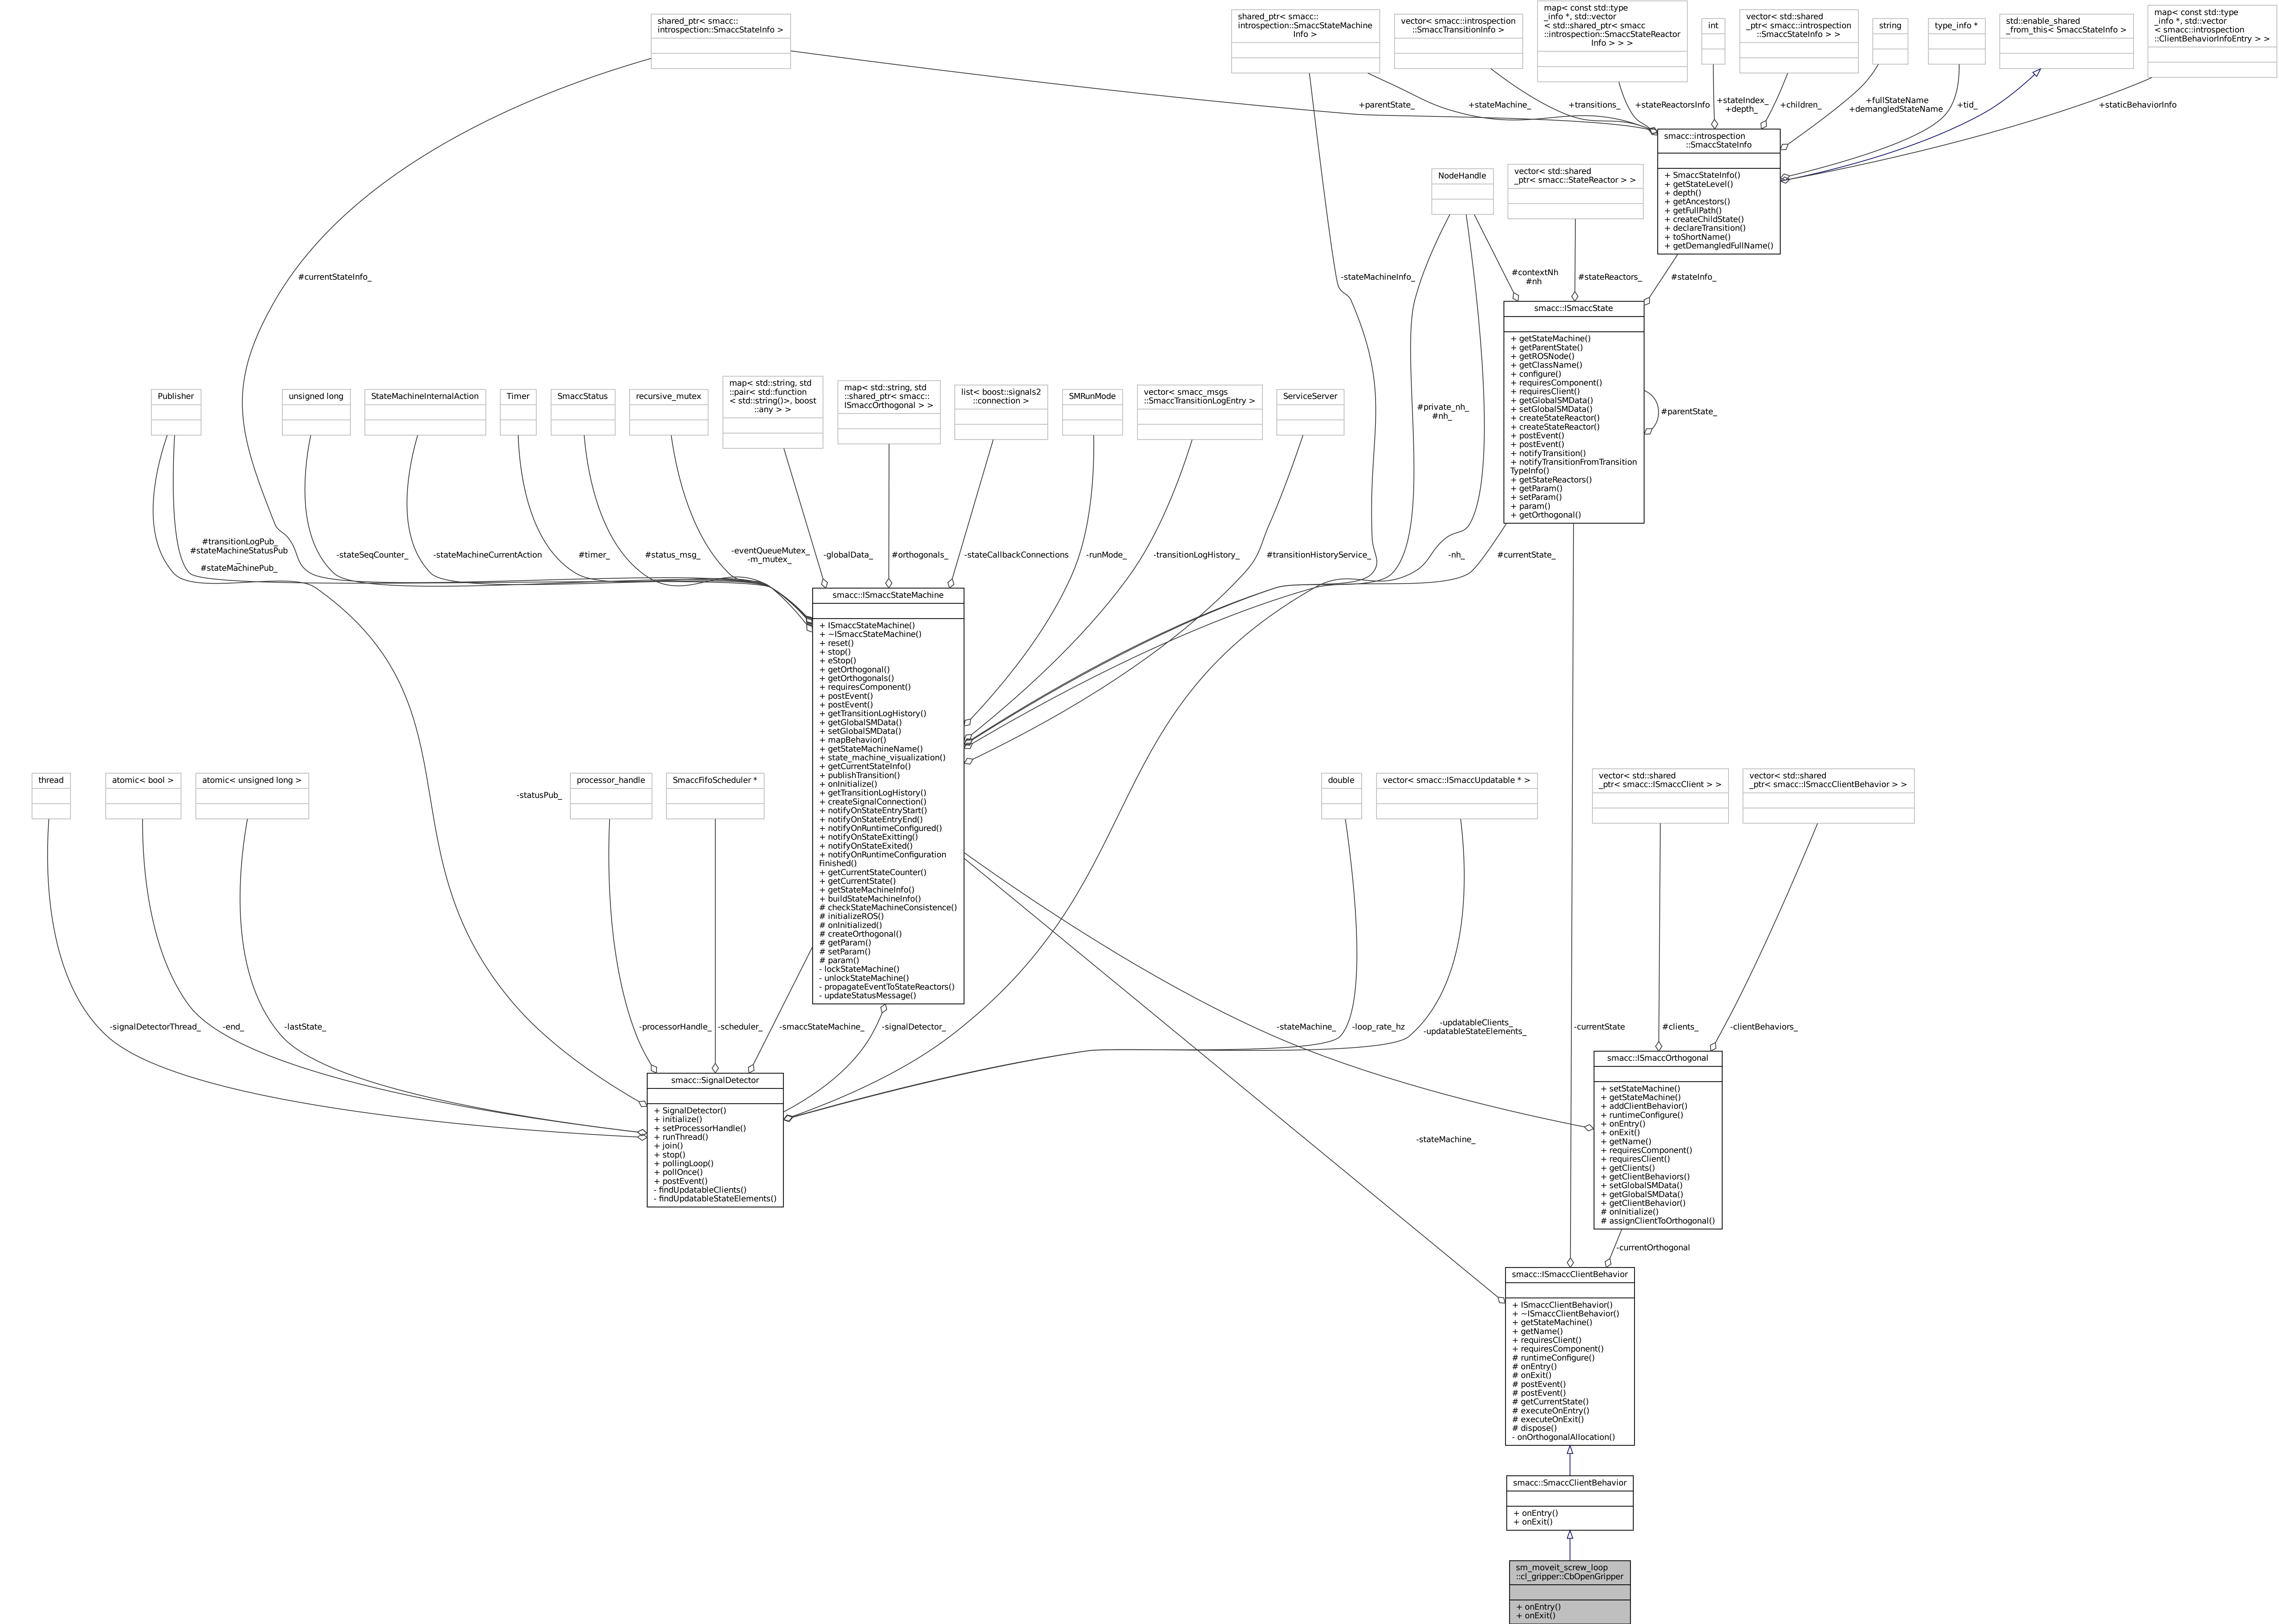 shared_ptr< smacc::
introspection::SmaccStateInfo >
shared_ptr< smacc::
introspection::SmaccStateMachine
Info >
vector< smacc::introspection
::SmaccTransitionInfo >
map< const std::type
_info *, std::vector
< std::shared_ptr< smacc
::introspection::SmaccStateReactor
Info > > >
int
vector< std::shared
_ptr< smacc::introspection
::SmaccStateInfo > >
string
type_info *
std::enable_shared
_from_this< SmaccStateInfo >
map< const std::type
_info *, std::vector
< smacc::introspection
::ClientBehaviorInfoEntry > >
+parentState_
+stateMachine_
+transitions_
+stateReactorsInfo
+stateIndex_
+depth_
+children_
+fullStateName
+demangledStateName
+tid_
+staticBehaviorInfo
smacc::introspection
::SmaccStateInfo
+ SmaccStateInfo()
+ getStateLevel()
+ depth()
+ getAncestors()
+ getFullPath()
+ createChildState()
+ declareTransition()
+ toShortName()
+ getDemangledFullName()
NodeHandle
vector< std::shared
_ptr< smacc::StateReactor > >
#currentStateInfo_
-stateMachineInfo_
#contextNh
#nh
#stateReactors_
#stateInfo_
smacc::ISmaccState
+ getStateMachine()
+ getParentState()
+ getROSNode()
+ getClassName()
+ configure()
+ requiresComponent()
+ requiresClient()
+ getGlobalSMData()
+ setGlobalSMData()
+ createStateReactor()
+ createStateReactor()
+ postEvent()
+ postEvent()
+ notifyTransition()
+ notifyTransitionFromTransition
TypeInfo()
+ getStateReactors()
+ getParam()
+ setParam()
+ param()
+ getOrthogonal()
#parentState_
#private_nh_
#nh_
Publisher
unsigned long
StateMachineInternalAction
Timer
SmaccStatus
recursive_mutex
map< std::string, std
::pair< std::function
< std::string()>, boost
::any > >
map< std::string, std
::shared_ptr< smacc::
ISmaccOrthogonal > >
list< boost::signals2
::connection >
SMRunMode
vector< smacc_msgs
::SmaccTransitionLogEntry >
ServiceServer
#transitionLogPub_
#stateMachineStatusPub
_
#stateMachinePub_
-stateSeqCounter_
-stateMachineCurrentAction
#timer_
#status_msg_
-eventQueueMutex_
-m_mutex_
-globalData_
#orthogonals_
-stateCallbackConnections
-runMode_
-transitionLogHistory_
#transitionHistoryService_
-nh_
#currentState_
smacc::ISmaccStateMachine
+ ISmaccStateMachine()
+ ~ISmaccStateMachine()
+ reset()
+ stop()
+ eStop()
+ getOrthogonal()
+ getOrthogonals()
+ requiresComponent()
+ postEvent()
+ postEvent()
+ getTransitionLogHistory()
+ getGlobalSMData()
+ setGlobalSMData()
+ mapBehavior()
+ getStateMachineName()
+ state_machine_visualization()
+ getCurrentStateInfo()
+ publishTransition()
+ onInitialize()
+ getTransitionLogHistory()
+ createSignalConnection()
+ notifyOnStateEntryStart()
+ notifyOnStateEntryEnd()
+ notifyOnRuntimeConfigured()
+ notifyOnStateExitting()
+ notifyOnStateExited()
+ notifyOnRuntimeConfiguration
Finished()
+ getCurrentStateCounter()
+ getCurrentState()
+ getStateMachineInfo()
+ buildStateMachineInfo()
# checkStateMachineConsistence()
# initializeROS()
# onInitialized()
# createOrthogonal()
# getParam()
# setParam()
# param()
- lockStateMachine()
- unlockStateMachine()
- propagateEventToStateReactors()
- updateStatusMessage()
thread
atomic< bool >
atomic< unsigned long >
-statusPub_
processor_handle
SmaccFifoScheduler *
double
vector< smacc::ISmaccUpdatable * >
vector< std::shared
_ptr< smacc::ISmaccClient > >
vector< std::shared
_ptr< smacc::ISmaccClientBehavior > >
-signalDetectorThread_
-end_
-lastState_
-processorHandle_
-scheduler_
-smaccStateMachine_
-signalDetector_
-stateMachine_
-loop_rate_hz
-updatableClients_
-updatableStateElements_
-currentState
#clients_
-clientBehaviors_
smacc::SignalDetector
+ SignalDetector()
+ initialize()
+ setProcessorHandle()
+ runThread()
+ join()
+ stop()
+ pollingLoop()
+ pollOnce()
+ postEvent()
- findUpdatableClients()
- findUpdatableStateElements()
smacc::ISmaccOrthogonal
+ setStateMachine()
+ getStateMachine()
+ addClientBehavior()
+ runtimeConfigure()
+ onEntry()
+ onExit()
+ getName()
+ requiresComponent()
+ requiresClient()
+ getClients()
+ getClientBehaviors()
+ setGlobalSMData()
+ getGlobalSMData()
+ getClientBehavior()
# onInitialize()
# assignClientToOrthogonal()
-stateMachine_
-currentOrthogonal
smacc::ISmaccClientBehavior
+ ISmaccClientBehavior()
+ ~ISmaccClientBehavior()
+ getStateMachine()
+ getName()
+ requiresClient()
+ requiresComponent()
# runtimeConfigure()
# onEntry()
# onExit()
# postEvent()
# postEvent()
# getCurrentState()
# executeOnEntry()
# executeOnExit()
# dispose()
- onOrthogonalAllocation()
smacc::SmaccClientBehavior
+ onEntry()
+ onExit()
sm_moveit_screw_loop
::cl_gripper::CbOpenGripper
+ onEntry()
+ onExit()